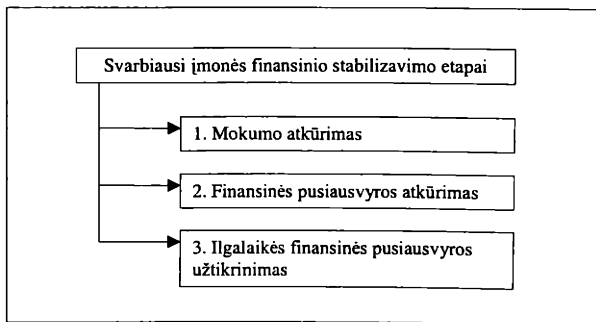 Svarbiausi įmonės finansinio stabilizavimo etapai
1. Mokumo atkūrimas
2. Finansinės pusiausvyros atkūrimas
3. Ilgalaikės finansinės pusiausvyros
užtikrinimas